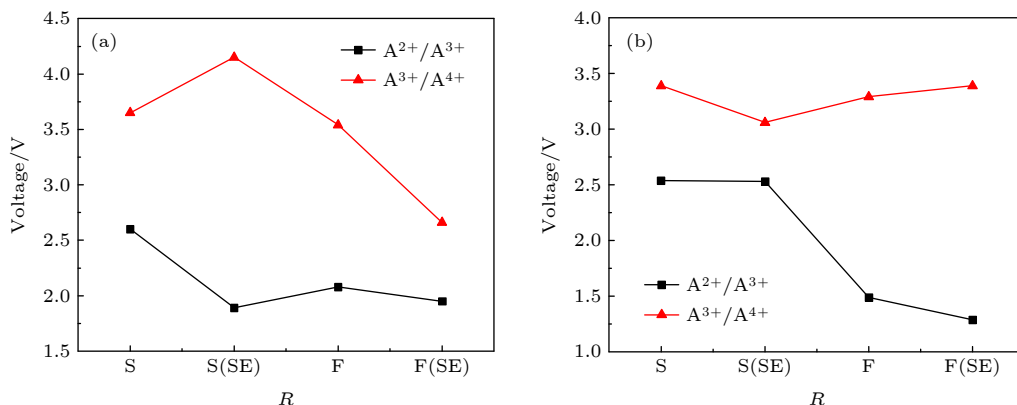 (a)
A²⁺/A³⁺
A³⁺/A⁴⁺
4.5
4.0
3.5
3.0
2.5
2.0
1.5
Voltage/V
S S(SE) F F(SE)
R
(b)
A²⁺/A³⁺
A³⁺/A⁴⁺
4.0
3.5
3.0
2.5
2.0
1.5
1.0
Voltage/V
S S(SE) F F(SE)
R